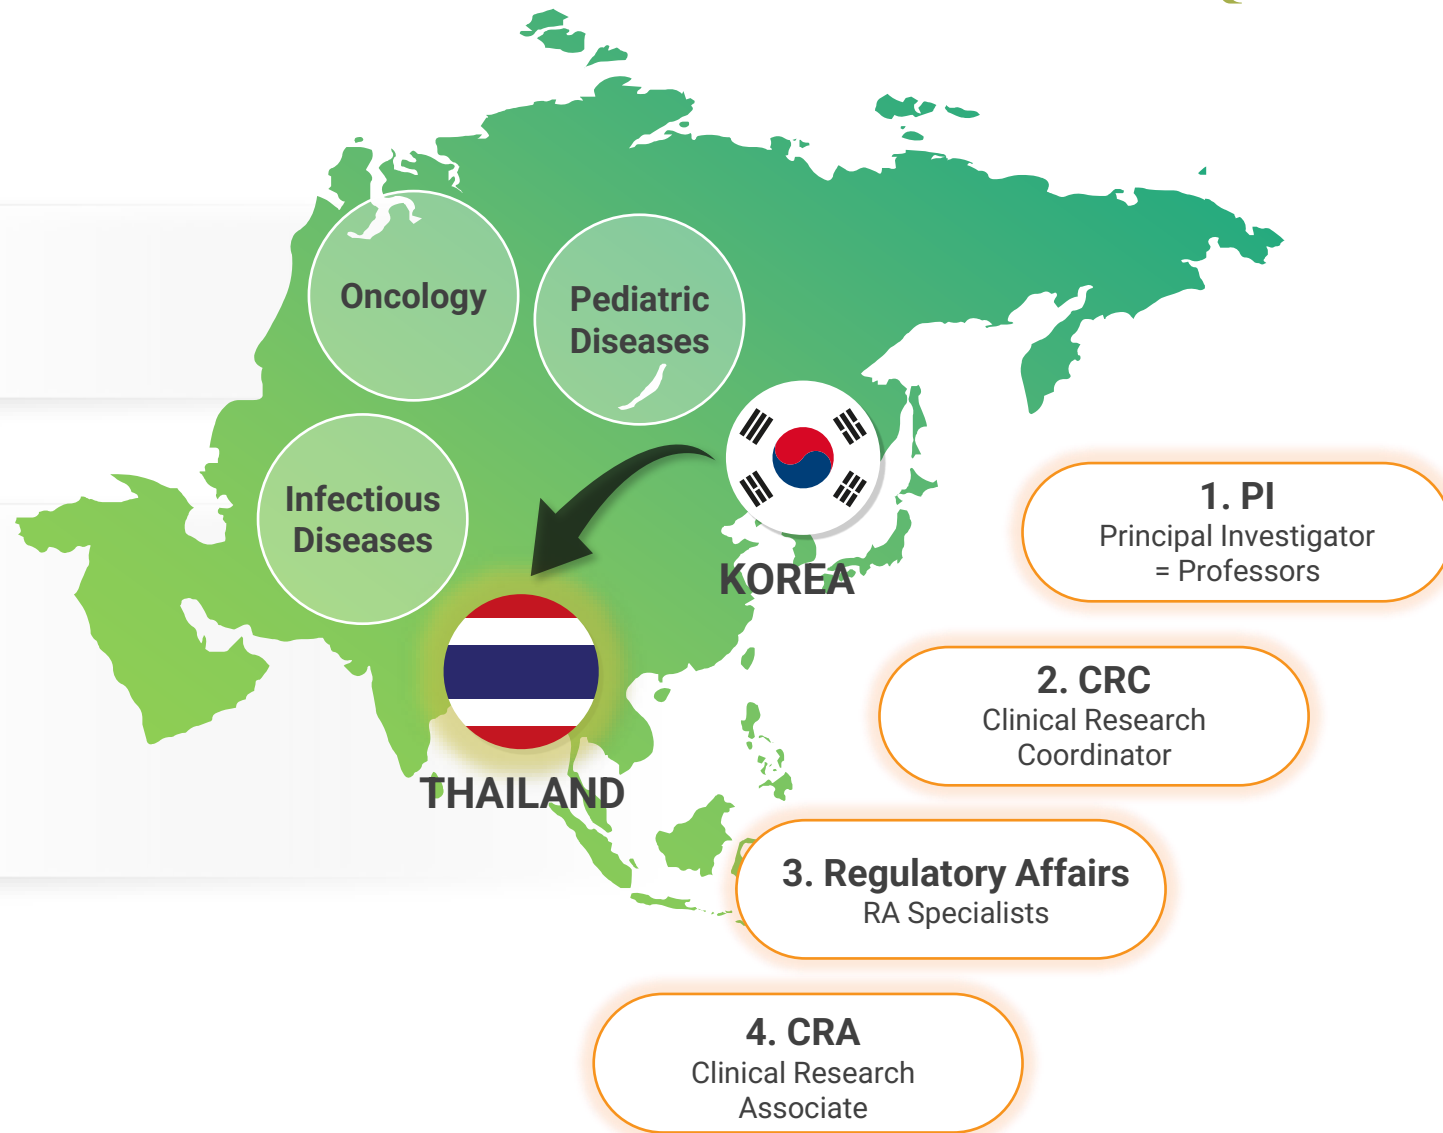 Oncology
Pediatric
Diseases
Infectious
Diseases
KOREA
THAILAND
1. PI
Principal Investigator
= Professors
2. CRC
Clinical Research
Coordinator
3. Regulatory Affairs
RA Specialists
4. CRA
Clinical Research
Associate